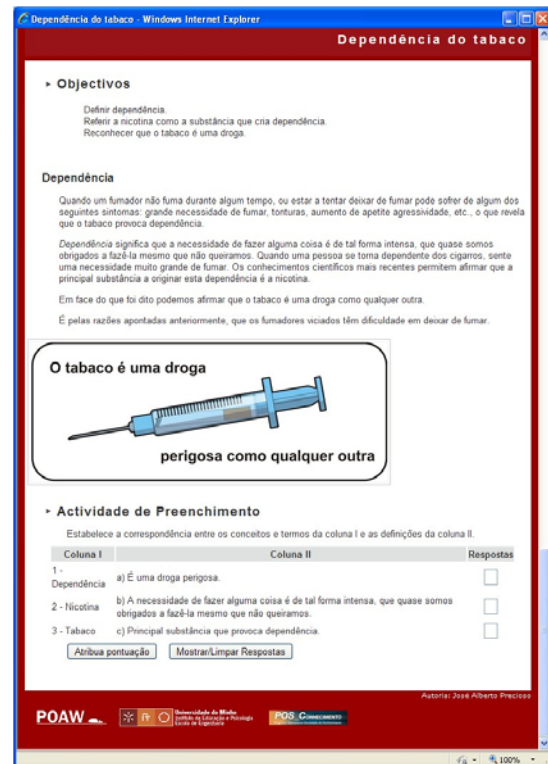 Dependência do tabaco - Windows Internet Explorer
Dependência do tabaco
Objectivos
Definir dependência.
Referir a nicotina como a substância que cria dependência.
Reconhecer que o tabaco é uma droga.
Dependência
Quando um fumador não fuma durante algum tempo, ou estar a tentar deixar de fumar pode sofrer de algum dos
seguintes sintomas: grande necessidade de fumar, tonturas, aumento de apetite agressividade, etc., o que revela
que o tabaco provoca dependência.
Dependência significa que a necessidade de fazer alguma coisa é de tal forma intensa, que quase somos
obrigados a fazê-la mesmo que não queiramos. Quando uma pessoa se torna dependente dos cigarros, sente
uma necessidade muito grande de fumar. Os conhecimentos científicos mais recentes permitem afirmar que a
principal substância a originar esta dependência é a nicotina.
Em face do que foi dito podemos afirmar que o tabaco é uma droga como qualquer outra.
É pelas razões apontadas anteriormente, que os fumadores viciados têm dificuldade em deixar de fumar.
O tabaco é uma droga
perigosa como qualquer outra
Actividade de Preenchimento
Estabelece a correspondência entre os conceitos e termos da coluna I e as definições da coluna II.
Coluna I Coluna II Respostas
1 -
Dependência
a) É uma droga perigosa.
2 - Nicotina
b) A necessidade de fazer alguma coisa é de tal forma intensa, que quase somos
obrigados a fazê-la mesmo que não queiramos.
3 - Tabaco c) Principal substância que provoca dependência.
Atribua pontuação Mostrar/Limpar Respostas
Autoria: José Alberto Precioso
POAW
Universidade do Minho
Instituto de Educação e Psicologia
Escola de Engenharia
POS_Conhecimento
100%